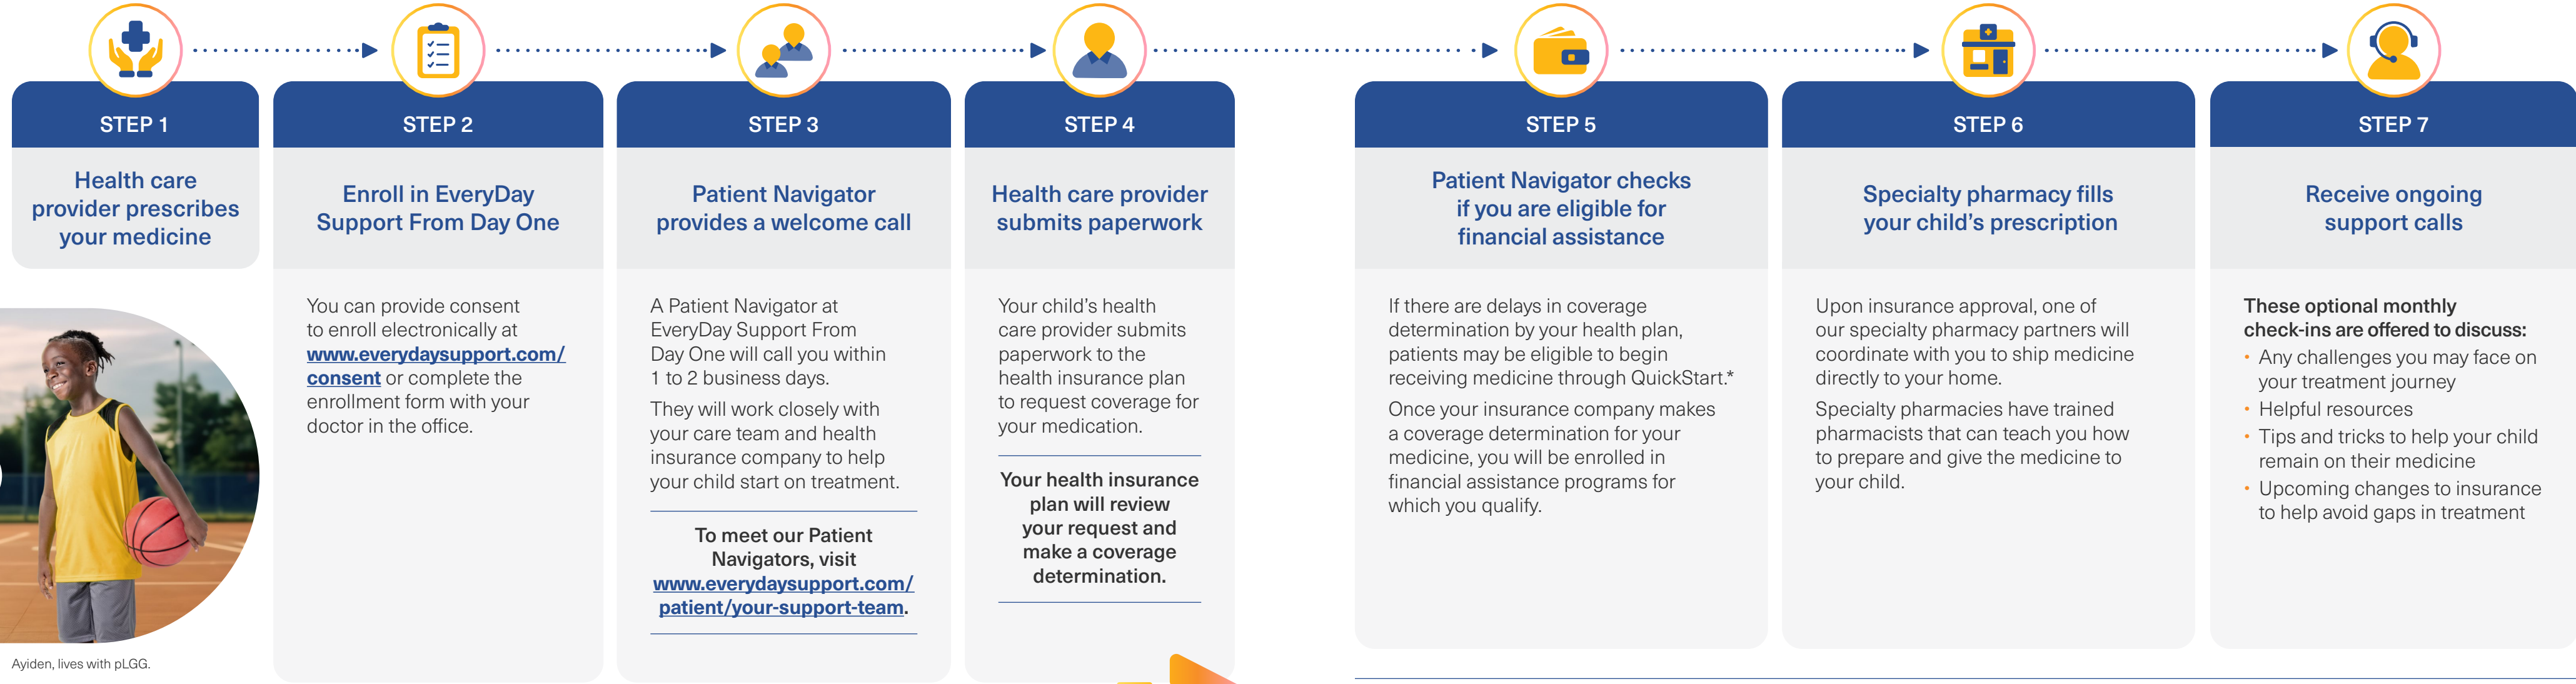 STEP 1
Health care
provider prescribes
your medicine
Ayiden, lives with pLGG.
STEP 2
Enroll in EveryDay
Support From Day One
You can provide consent
to enroll electronically at
www.everydaysupport.com/
consent or complete the
enrollment form with your
doctor in the office.
STEP 3
Patient Navigator
provides a welcome call
A Patient Navigator at
EveryDay Support From
Day One will call you within
1 to 2 business days.
They will work closely with
your care team and health
insurance company to help
your child start on treatment.
To meet our Patient
Navigators, visit
www.everydaysupport.com/
patient/your-support-team.
STEP 4
Health care provider
submits paperwork
Your child’s health
care provider submits
paperwork to the
health insurance plan
to request coverage for
your medication.
Your health insurance
plan will review
your request and
make a coverage
determination.
STEP 5
Patient Navigator checks
if you are eligible for
financial assistance
If there are delays in coverage
determination by your health plan,
patients may be eligible to begin
receiving medicine through QuickStart.*
Once your insurance company makes
a coverage determination for your
medicine, you will be enrolled in
financial assistance programs for
which you qualify.
STEP 6
Specialty pharmacy fills
your child’s prescription
Upon insurance approval, one of
our specialty pharmacy partners will
coordinate with you to ship medicine
directly to your home.
Specialty pharmacies have trained
pharmacists that can teach you how
to prepare and give the medicine to
your child.
STEP 7
Receive ongoing
support calls
These optional monthly
check-ins are offered to discuss:
• Any challenges you may face on
your treatment journey
• Helpful resources
• Tips and tricks to help your child
remain on their medicine
• Upcoming changes to insurance
to help avoid gaps in treatment